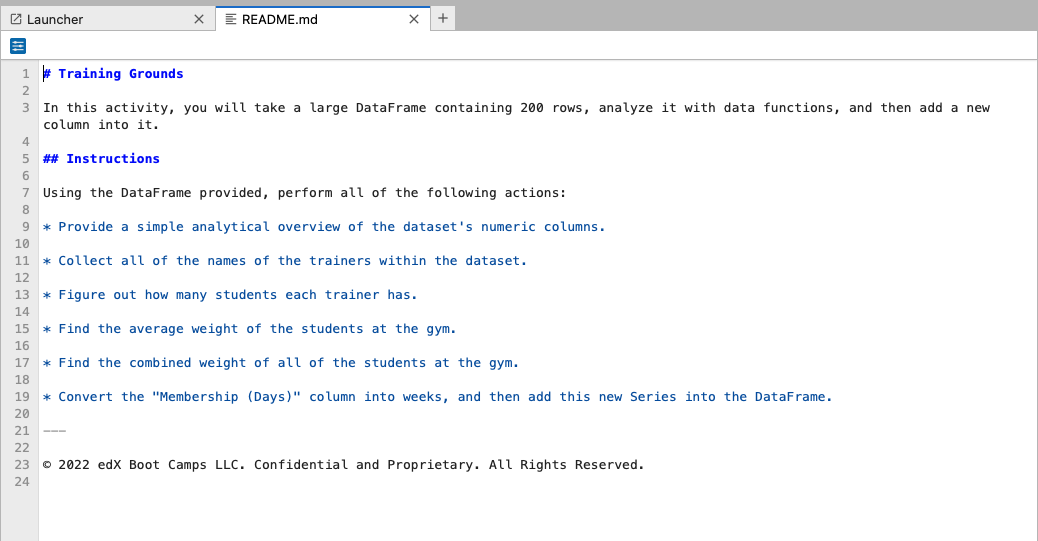 Launcher
README.md
1 # Training Grounds
2
3 In this activity, you will take a large DataFrame containing 200 rows, analyze it with data functions, and then add a new
column into it.
4
5 ## Instructions
6
7 Using the DataFrame provided, perform all of the following actions:
8
9 * Provide a simple analytical overview of the dataset's numeric columns.
10
11 * Collect all of the names of the trainers within the dataset.
12
13 * Figure out how many students each trainer has.
14
15 * Find the average weight of the students at the gym.
16
17 * Find the combined weight of all of the students at the gym.
18
19 * Convert the "Membership (Days)" column into weeks, and then add this new Series into the DataFrame.
20
21 ---
22
23 © 2022 edX Boot Camps LLC. Confidential and Proprietary. All Rights Reserved.
24